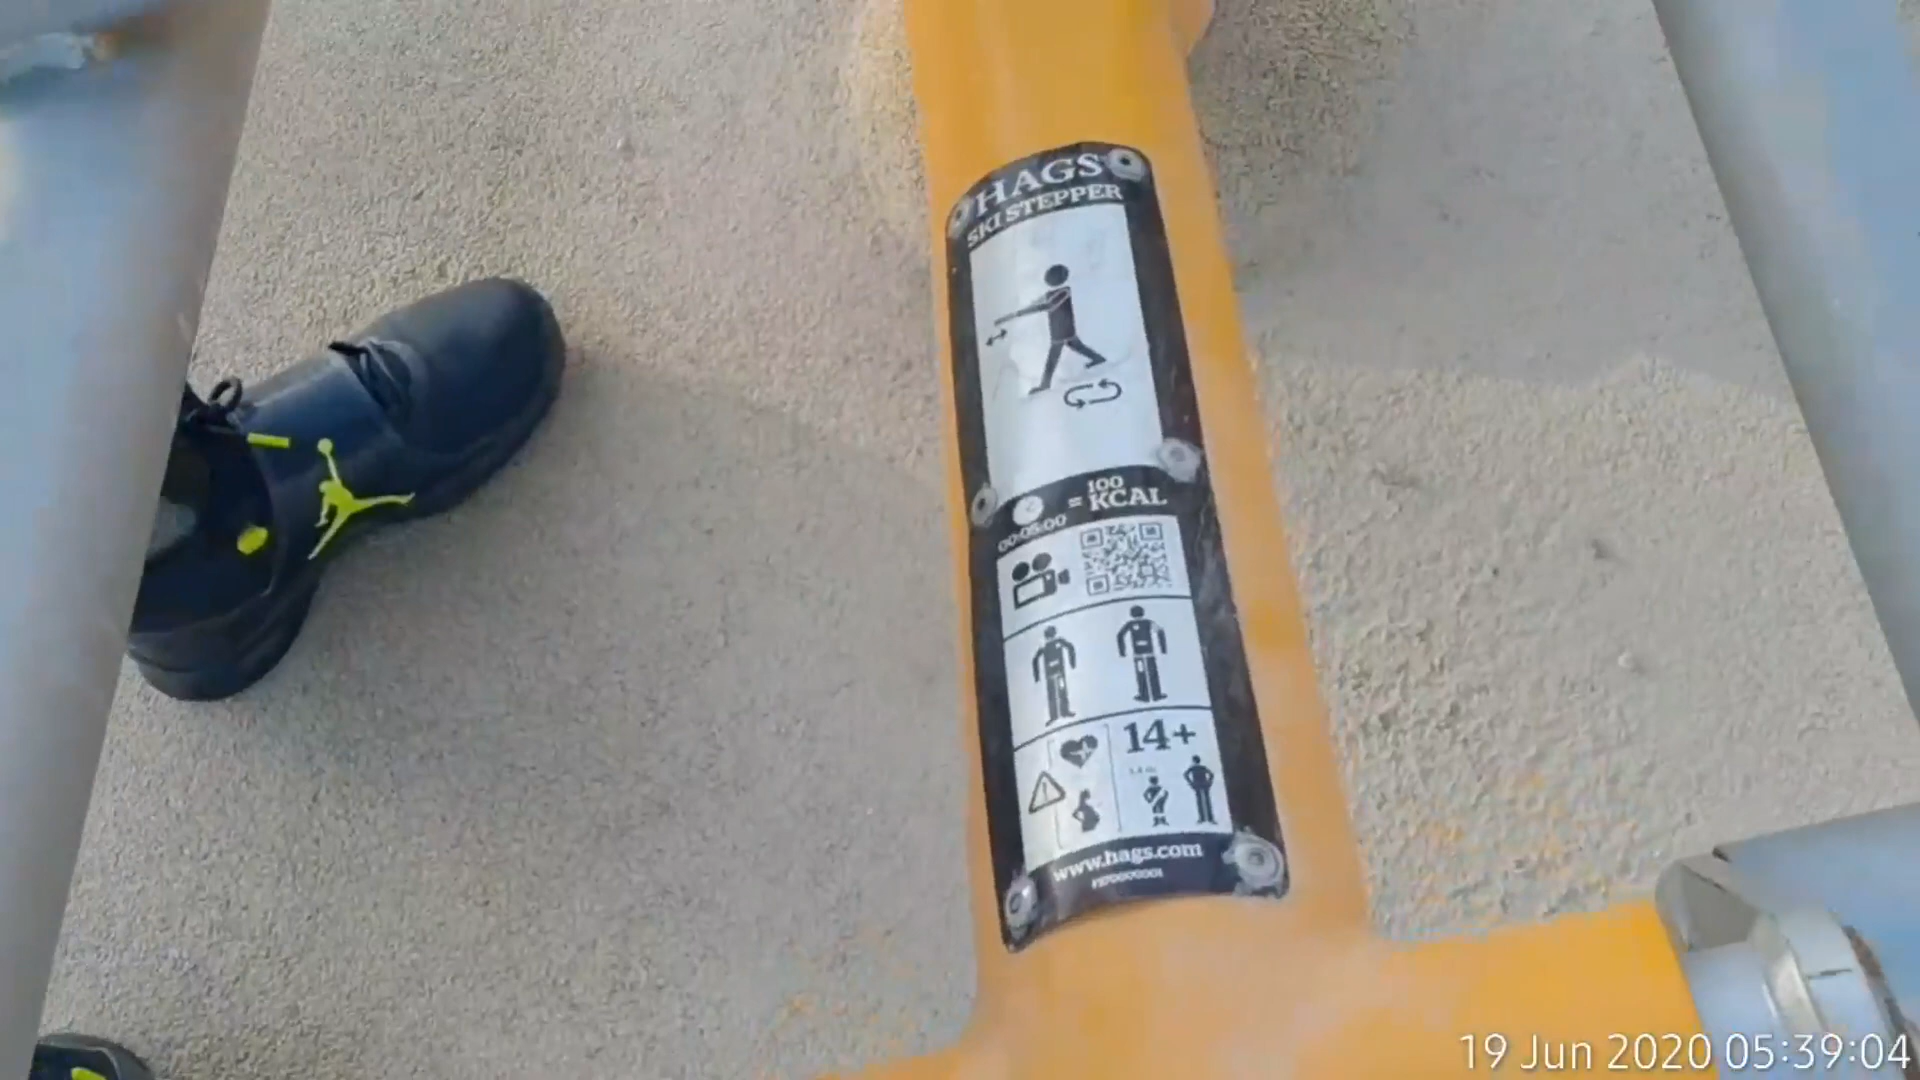 HAGS
SKI STEPPER
= 100 KCAL
00:05:00
14+
www.hags.com
19 Jun 2020 05:39:04